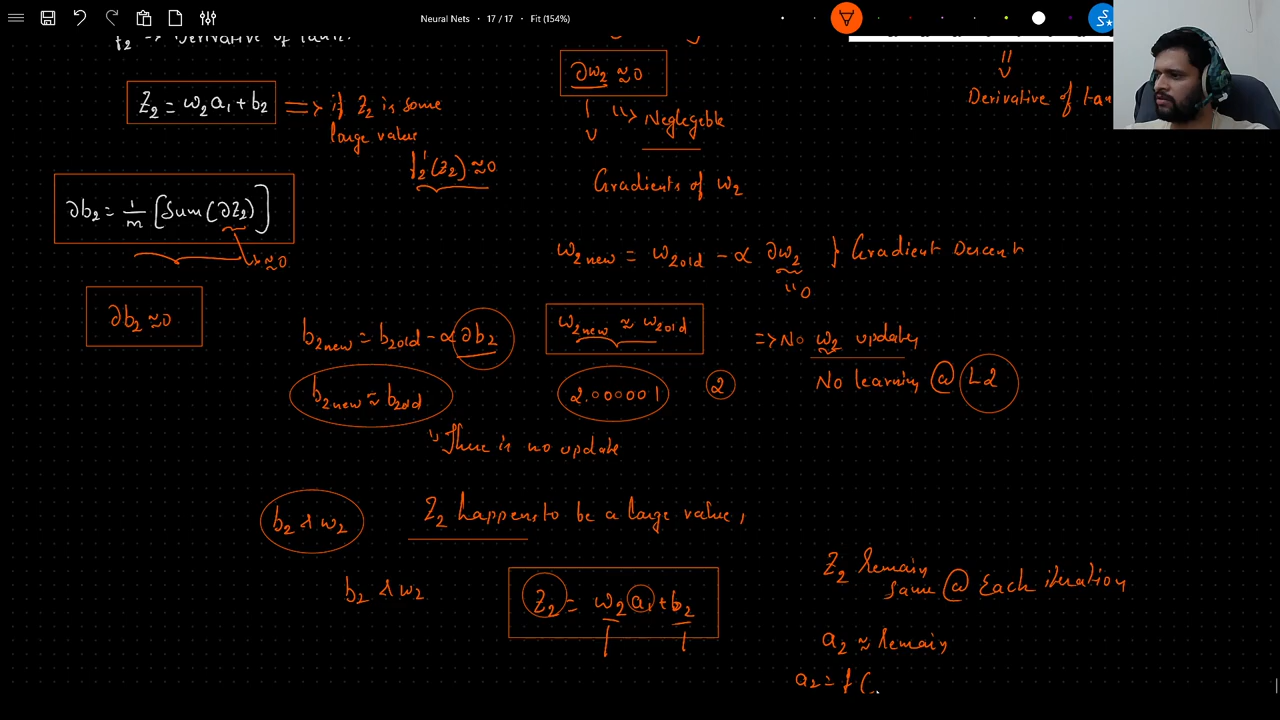 Neural Nets • 17 / 17 • Fit (154%)
f2 -> Derivative of tanh.
Z2 = w2a1 + b2
=> if Z2 is some
large value
f2'(Z2) ≈ 0
∂w2 ≈ 0
Neglegeble
Gradients of w2
Derivative of tan
∂b2 = 1/m [Sum(∂Z2)]
≈ 0
∂b2 ≈ 0
w2new = w2old - α ∂w2 } Gradient Descent
0
b2new = b2old - α ∂b2
w2new ≈ w2old
=> No w2 updates
b2new ≈ b2old
2.000001
2
No learning @ L2
There is no update
b2 & w2
Z2 happens to be a large value,
b2 & w2
Z2 = w2a1 + b2
Z2 Remain
same @ Each iteration
a2 ≈ Remain
a2 = f(